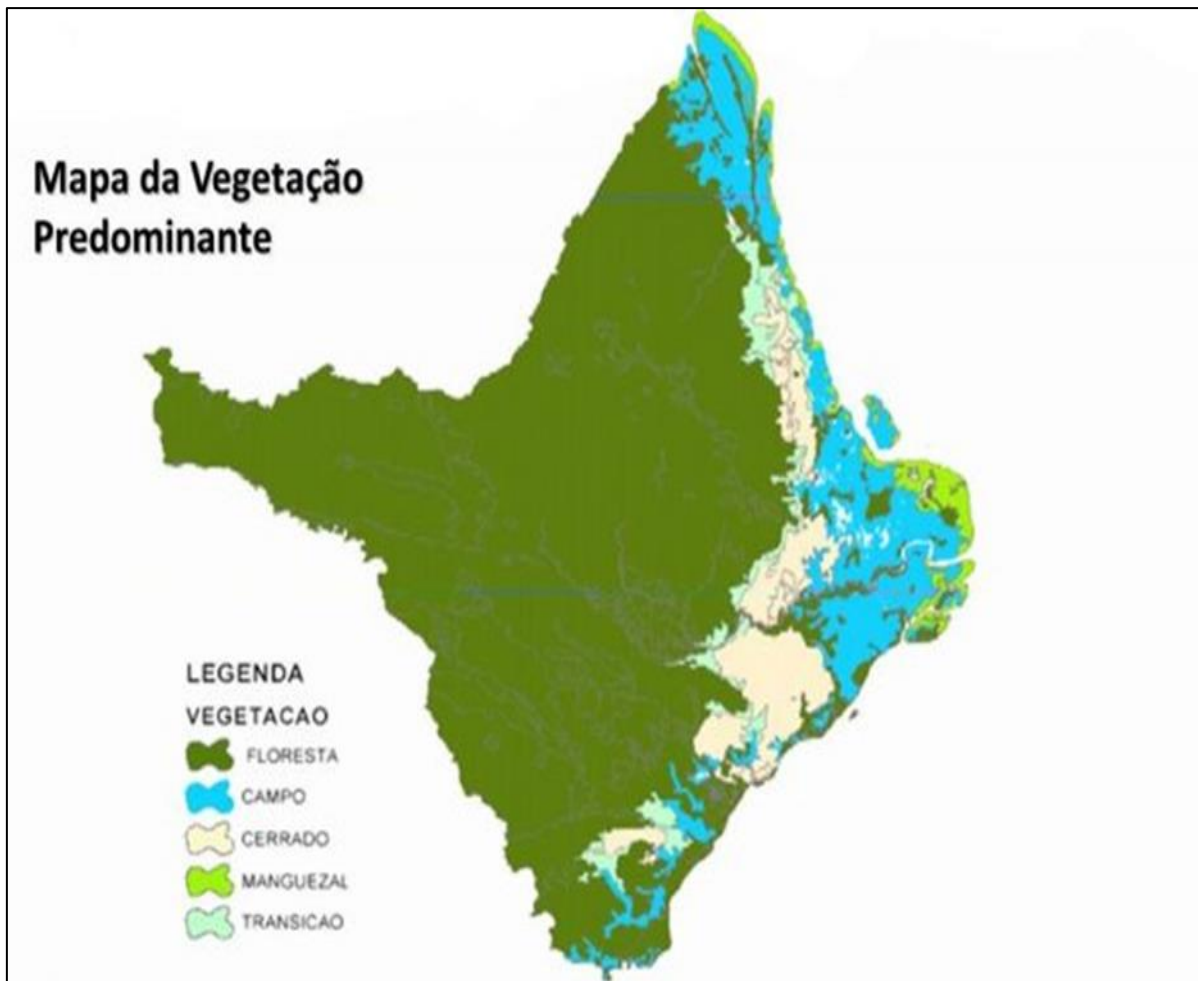 Mapa da Vegetação
Predominante
LEGENDA
VEGETACAO
FLORESTA
CAMPO
CERRADO
MANGUEZAL
TRANSICAO